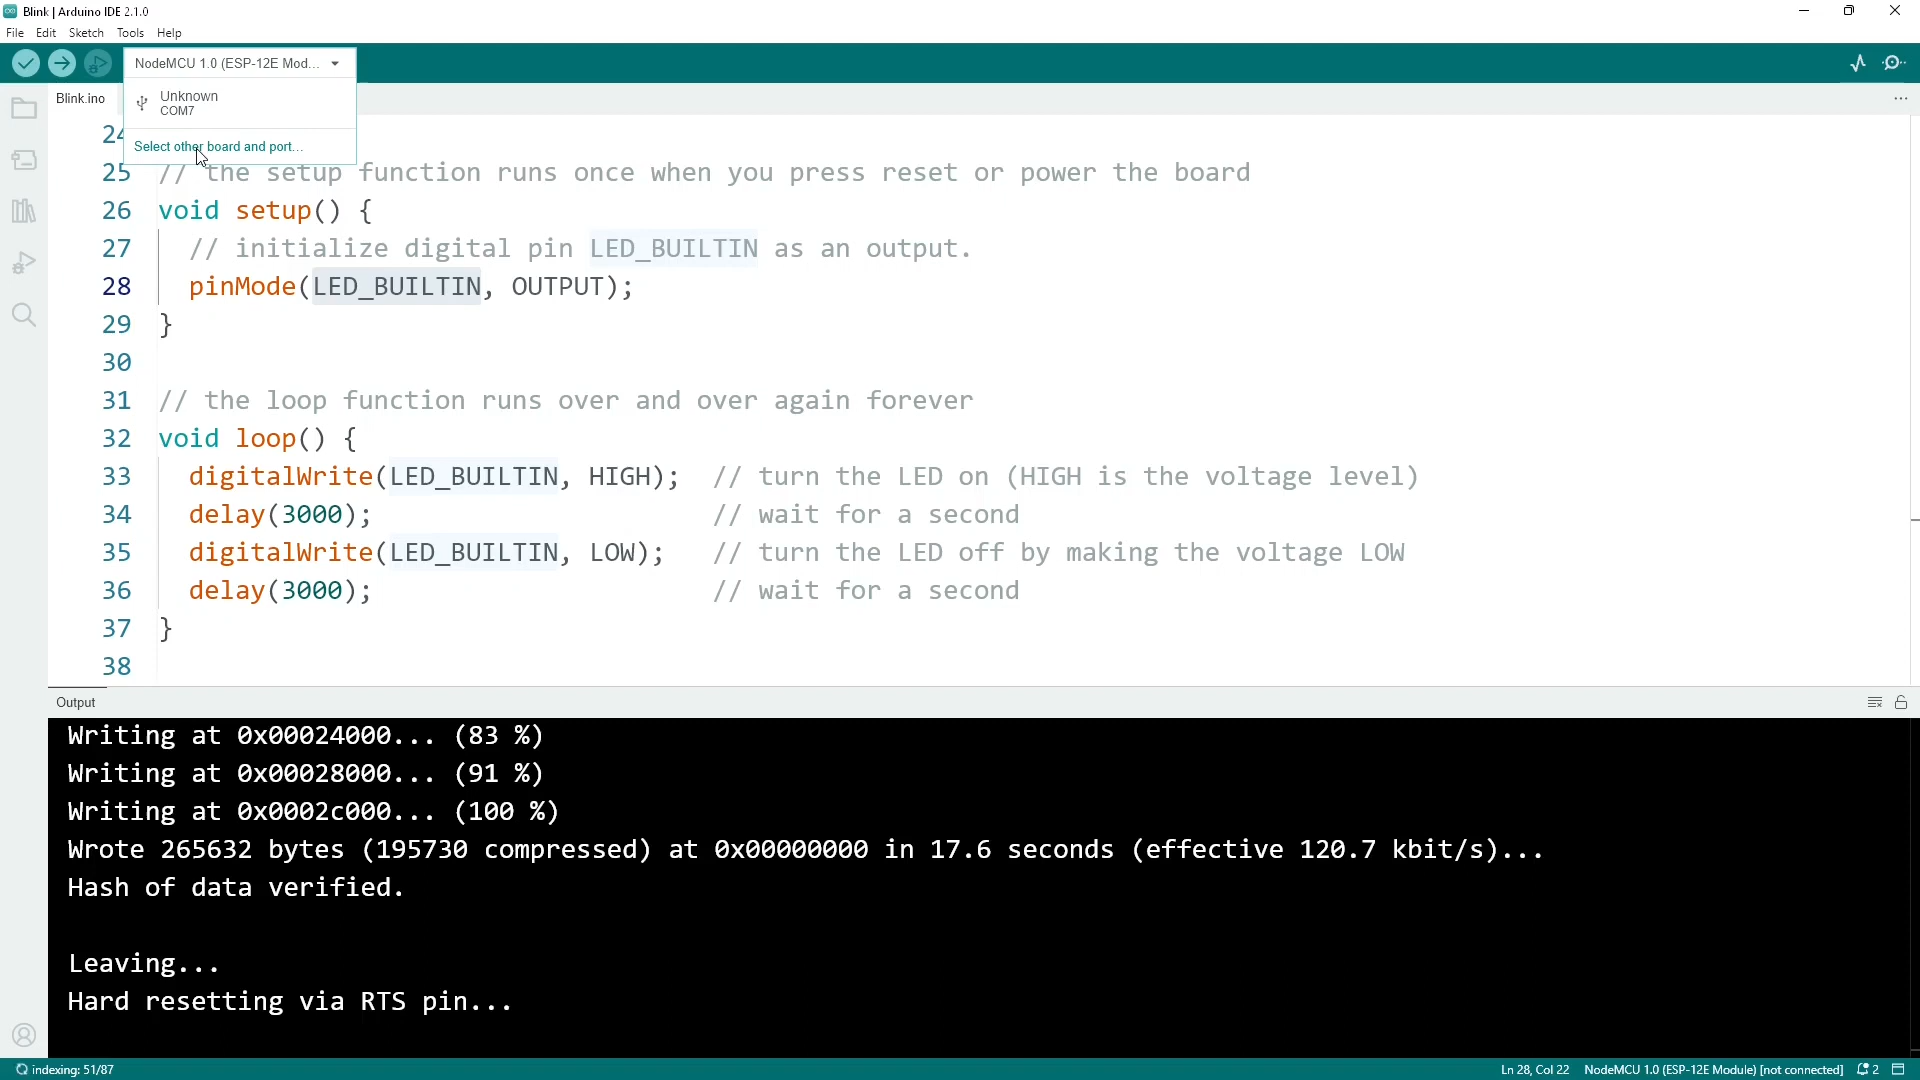 Blink | Arduino IDE 2.1.0
File Edit Sketch Tools Help
NodeMCU 1.0 (ESP-12E Mod...
Blink.ino
Unknown
COM7
Select other board and port...
24
25 // the setup function runs once when you press reset or power the board
26 void setup() {
27 // initialize digital pin LED_BUILTIN as an output.
28 pinMode(LED_BUILTIN, OUTPUT);
29 }
30
31 // the loop function runs over and over again forever
32 void loop() {
33 digitalWrite(LED_BUILTIN, HIGH); // turn the LED on (HIGH is the voltage level)
34 delay(3000); // wait for a second
35 digitalWrite(LED_BUILTIN, LOW); // turn the LED off by making the voltage LOW
36 delay(3000); // wait for a second
37 }
38
Output
Writing at 0x00024000... (83 %)
Writing at 0x00028000... (91 %)
Writing at 0x0002c000... (100 %)
Wrote 265632 bytes (195730 compressed) at 0x00000000 in 17.6 seconds (effective 120.7 kbit/s)...
Hash of data verified.
Leaving...
Hard resetting via RTS pin...
indexing: 51/87 Ln 28, Col 22 NodeMCU 1.0 (ESP-12E Module) [not connected] 2